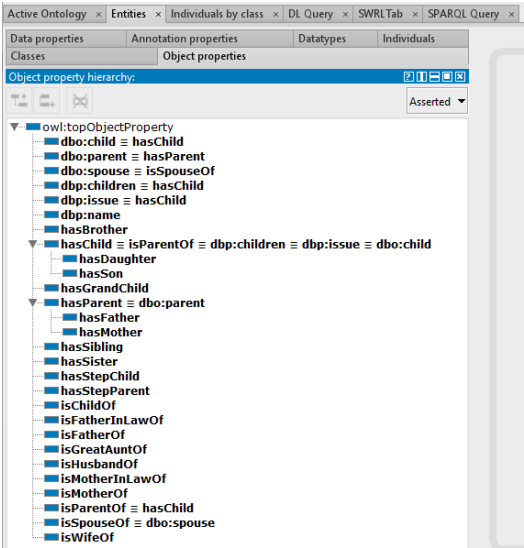 Active Ontology × Entities × Individuals by class × DL Query × SWRLTab × SPARQL Query ×
Data properties Annotation properties Datatypes Individuals
Classes Object properties
Object property hierarchy:
Asserted
owl:topObjectProperty
dbo:child ≡ hasChild
dbo:parent ≡ hasParent
dbo:spouse ≡ isSpouseOf
dbp:children ≡ hasChild
dbp:issue ≡ hasChild
dbp:name
hasBrother
hasChild ≡ isParentOf ≡ dbp:children ≡ dbp:issue ≡ dbo:child
hasDaughter
hasSon
hasGrandChild
hasParent ≡ dbo:parent
hasFather
hasMother
hasSibling
hasSister
hasStepChild
hasStepParent
isChildOf
isFatherInLawOf
isFatherOf
isGreatAuntOf
isHusbandOf
isMotherInLawOf
isMotherOf
isParentOf ≡ hasChild
isSpouseOf ≡ dbo:spouse
isWifeOf